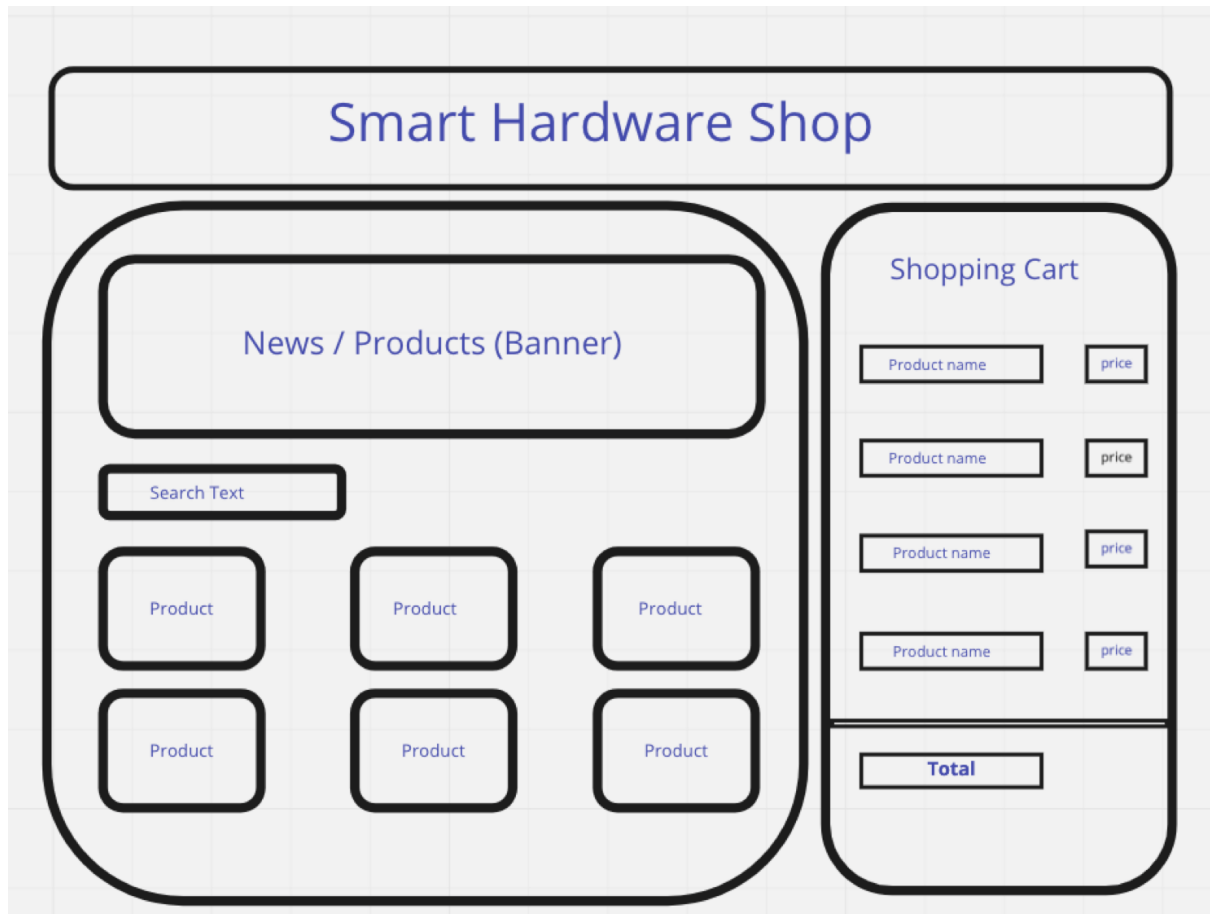 Smart Hardware Shop
News / Products (Banner)
Search Text
Product
Product
Product
Product
Product
Product
Shopping Cart
Product name
price
Product name
price
Product name
price
Product name
price
Total